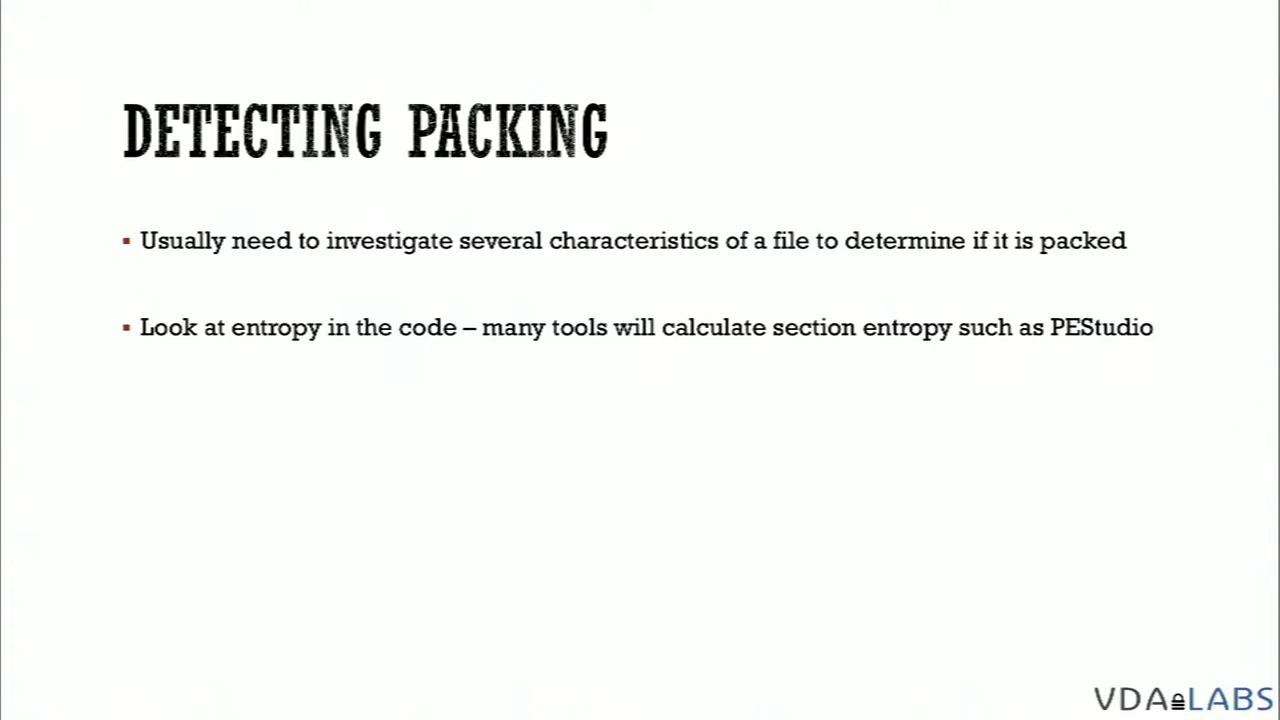 DETECTING PACKING
▪ Usually need to investigate several characteristics of a file to determine if it is packed
▪ Look at entropy in the code – many tools will calculate section entropy such as PEStudio
VDA LABS